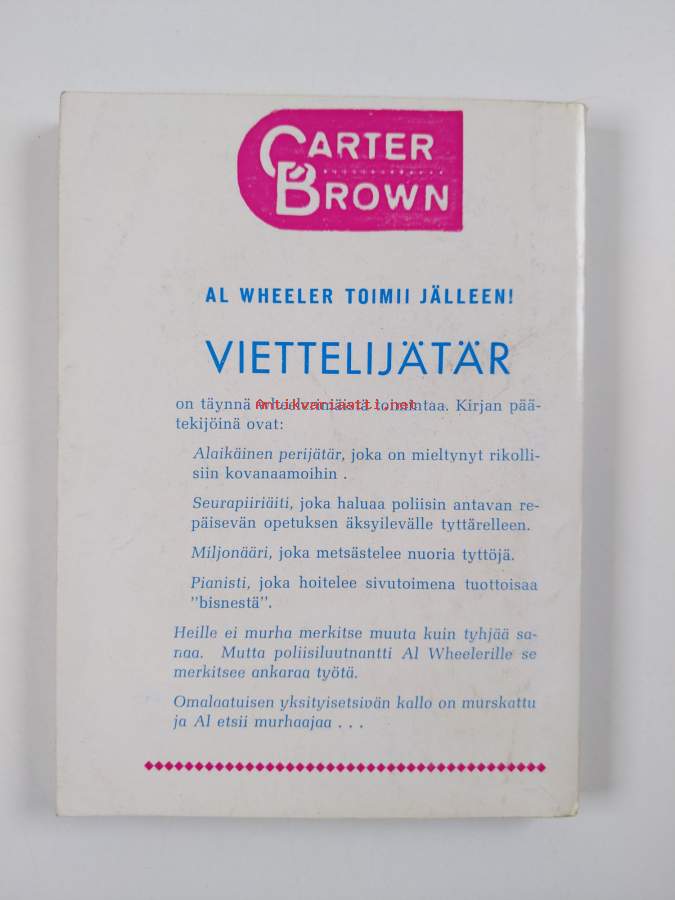 CARTER
BROWN
AL WHEELER TOIMII JÄLLEEN!
VIETTELIJÄTÄR
on täynnä toimintaa. Kirjan pää-
Antikvariaatti.net
tekijöinä ovat:
Alaikäinen perijätär, joka on mieltynyt rikolli-
siin kovanaamoihin .
Seurapiiriäiti, joka haluaa poliisin antavan re-
päisevän opetuksen äksyilevälle tyttärelleen.
Miljonääri, joka metsästelee nuoria tyttöjä.
Pianisti, joka hoitelee sivutoimena tuottoisaa
"bisnestä".
Heille ei murha merkitse muuta kuin tyhjää sa-
naa. Mutta poliisiluutnantti Al Wheelerille se
merkitsee ankaraa työtä.
Omalaatuisen yksityisetsivän kallo on murskattu
ja Al etsii murhaajaa . . .